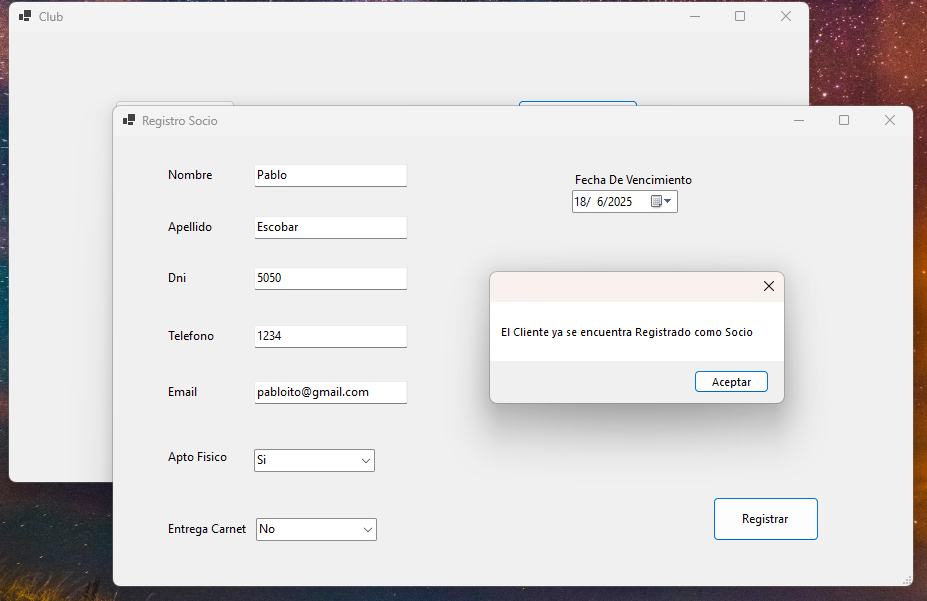 Club
Registro Socio
Nombre
Pablo
Fecha De Vencimiento
18/ 6/2025
Apellido
Escobar
Dni
5050
El Cliente ya se encuentra Registrado como Socio
Aceptar
Telefono
1234
Email
pabloito@gmail.com
Apto Fisico
Si
Entrega Carnet
No
Registrar